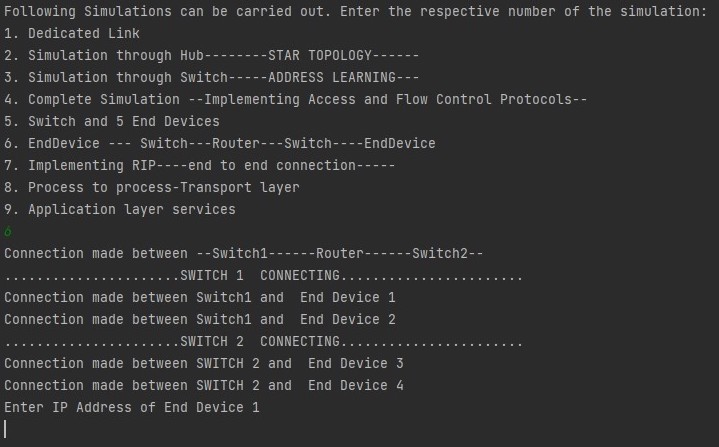 Following Simulations can be carried out. Enter the respective number of the simulation:
1. Dedicated Link
2. Simulation through Hub--------STAR TOPOLOGY------
3. Simulation through Switch-----ADDRESS LEARNING---
4. Complete Simulation --Implementing Access and Flow Control Protocols--
5. Switch and 5 End Devices
6. EndDevice --- Switch---Router---Switch----EndDevice
7. Implementing RIP----end to end connection-----
8. Process to process-Transport layer
9. Application layer services
6
Connection made between --Switch1------Router------Switch2--
......................SWITCH 1  CONNECTING.......................
Connection made between Switch1 and  End Device 1
Connection made between Switch1 and  End Device 2
......................SWITCH 2  CONNECTING.......................
Connection made between SWITCH 2 and  End Device 3
Connection made between SWITCH 2 and  End Device 4
Enter IP Address of End Device 1